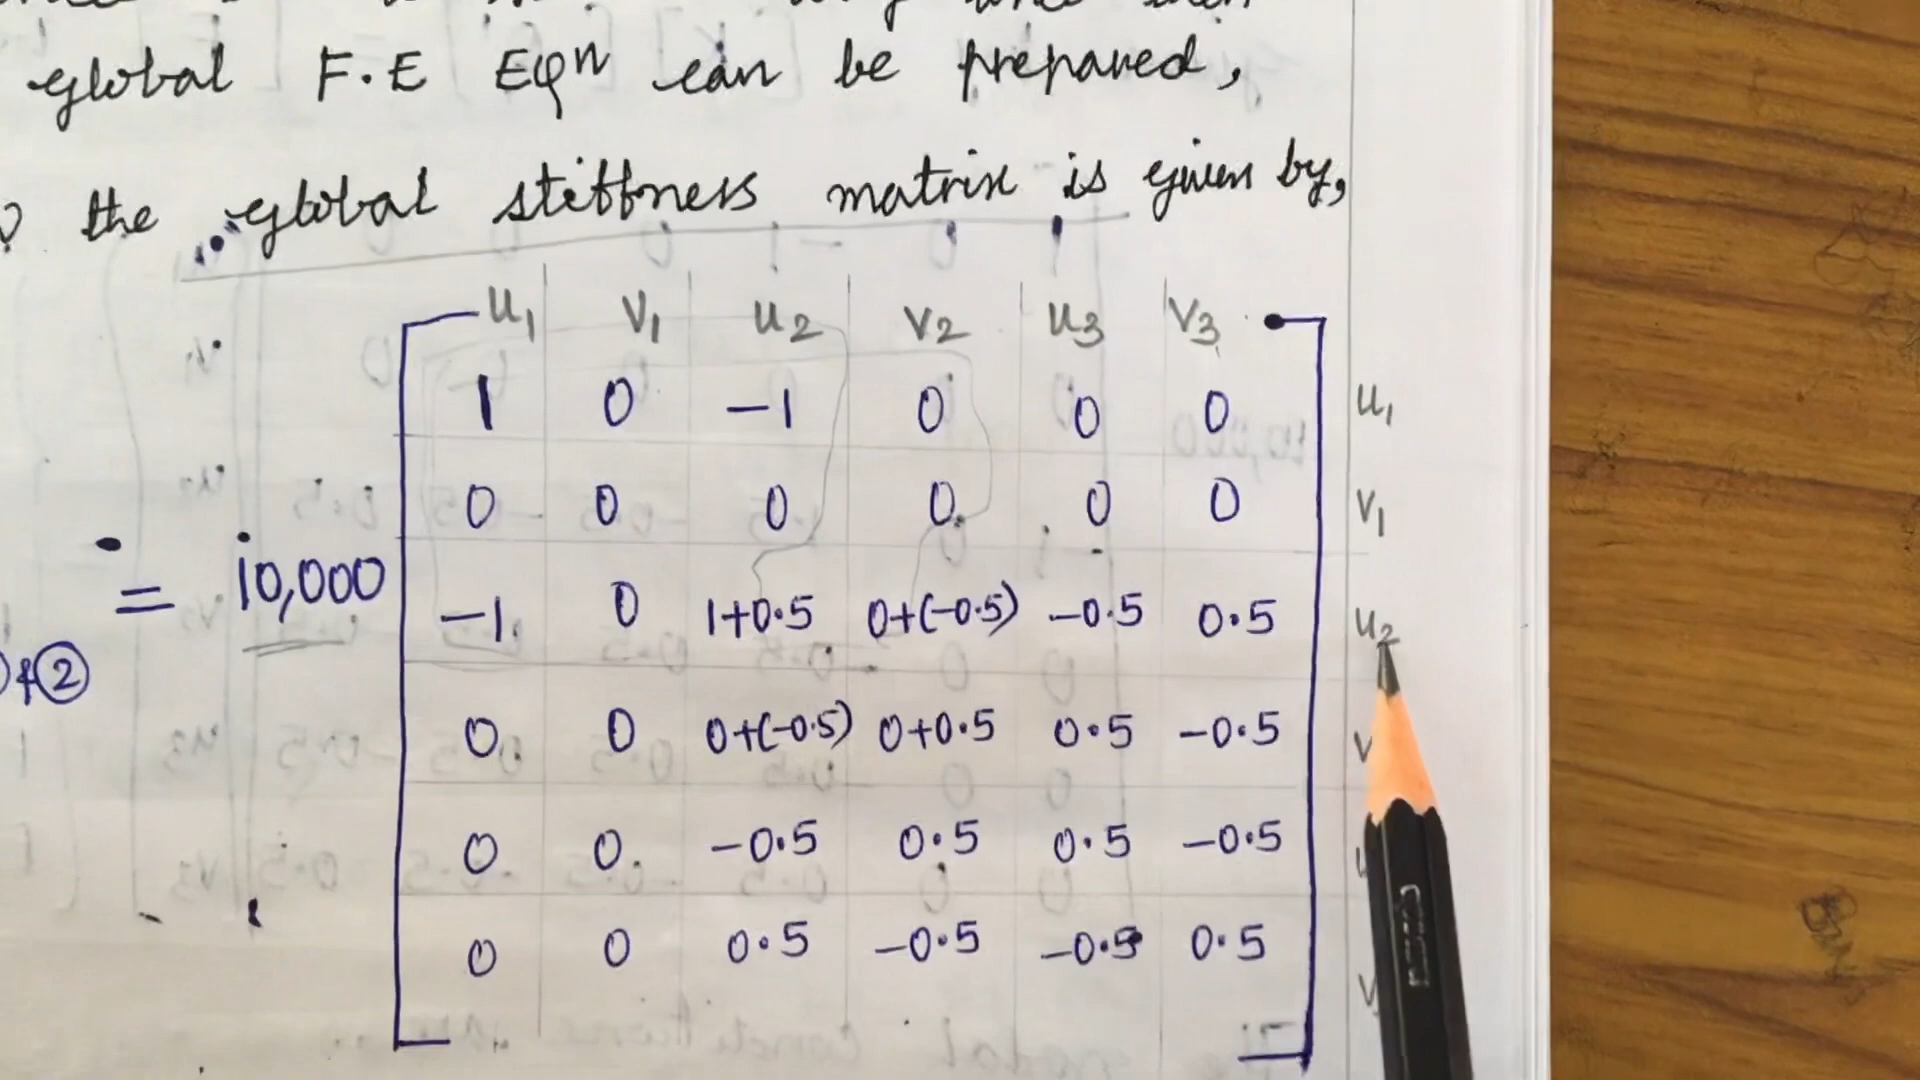 global F.E Eqn can be prepared,
the global stiffness matrix is given by,
u1 v1 u2 v2 u3 v3
1 0 -1 0 0 0 u1
0 0 0 0 0 0 v1
= 10,000 -1 0 1+0.5 0+(-0.5) -0.5 0.5 u2
+② 0 0 0+(-0.5) 0+0.5 0.5 -0.5 v
0 0 -0.5 0.5 0.5 -0.5
0 0 0.5 -0.5 -0.5 0.5 v